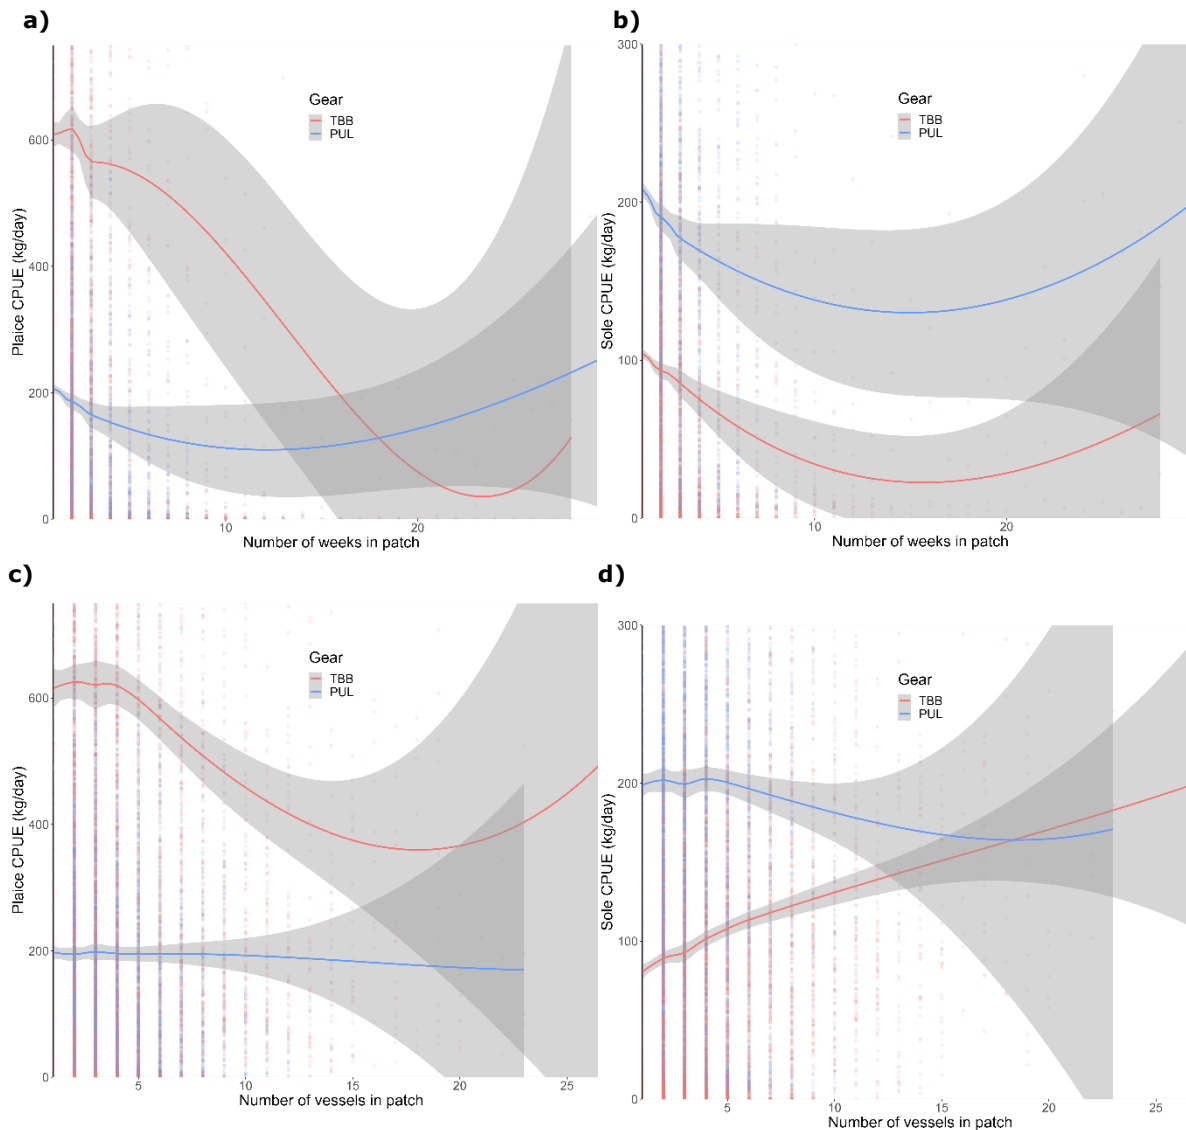 a)
Plaice CPUE (kg/day)
600
400
200
0
10
20
Number of weeks in patch
Gear
TBB
PUL
b)
Sole CPUE (kg/day)
300
200
100
0
10
20
Number of weeks in patch
Gear
TBB
PUL
c)
Plaice CPUE (kg/day)
600
400
200
0
5
10
15
20
25
Number of vessels in patch
Gear
TBB
PUL
d)
Sole CPUE (kg/day)
300
200
100
0
5
10
15
20
25
Number of vessels in patch
Gear
TBB
PUL